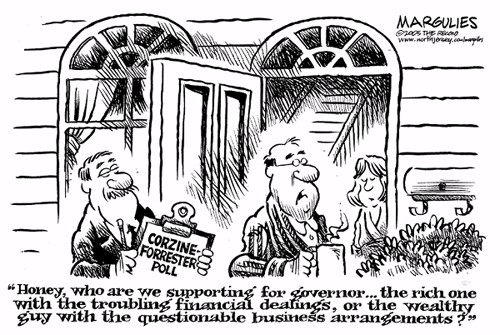 MARGULIES
©2005 THE RECORD
www.northjersey.com/margulies
CORZINE-
FORRESTER
POLL
"Honey, who are we supporting for governor... the rich one
with the troubling financial dealings, or the wealthy
guy with the questionable business arrangements?"